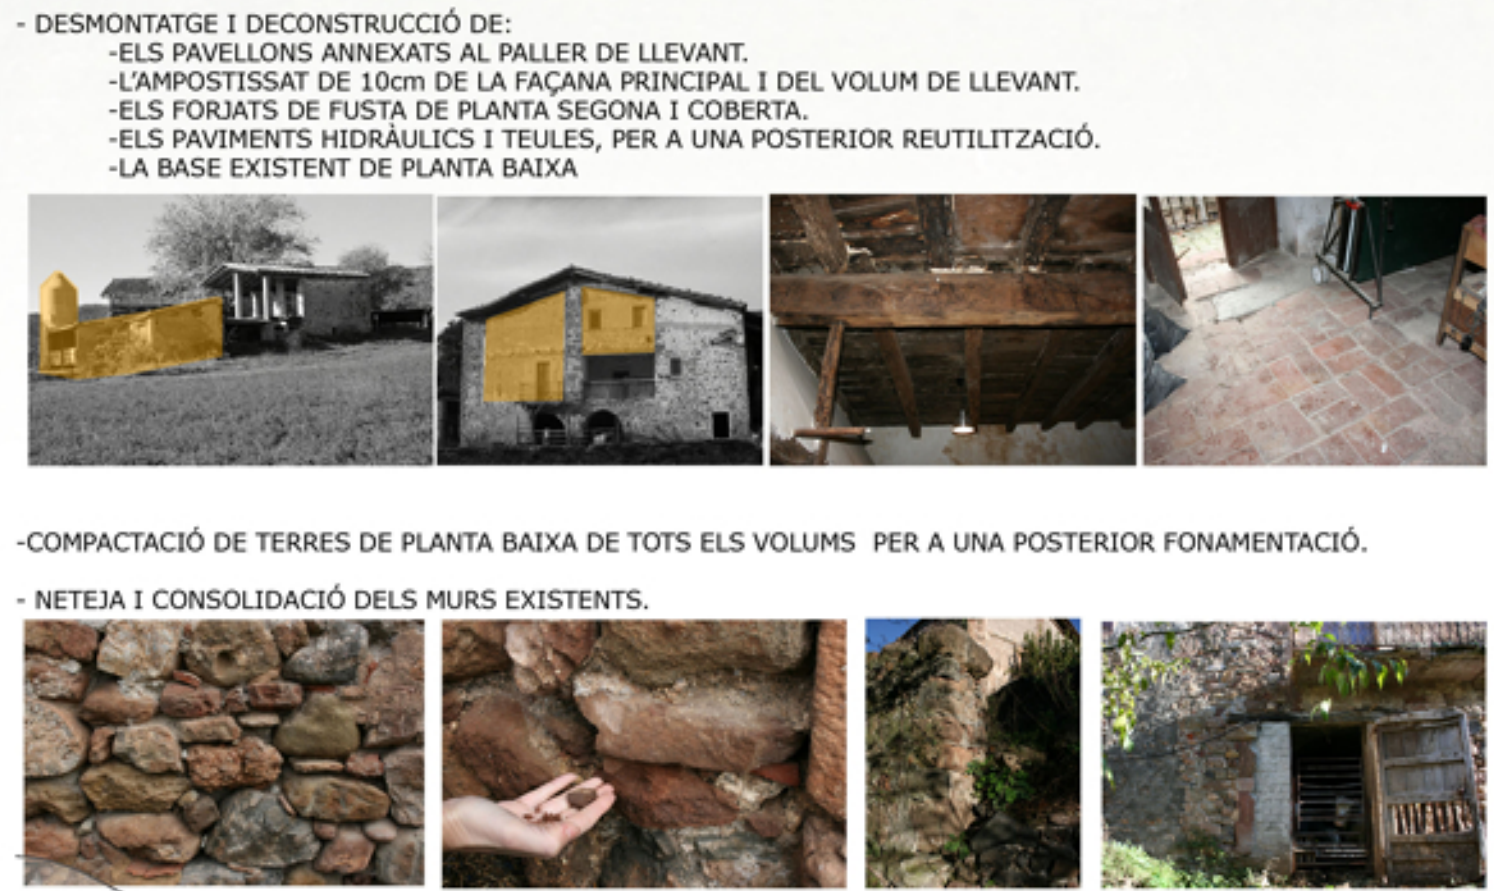 - DESMONTATGE I DECONSTRUCCIÓ DE:
-ELS PAVELLONS ANNEXATS AL PALLER DE LLEVANT.
-L'AMPOSTISSAT DE 10cm DE LA FAÇANA PRINCIPAL I DEL VOLUM DE LLEVANT.
-ELS FORJATS DE FUSTA DE PLANTA SEGONA I COBERTA.
-ELS PAVIMENTS HIDRÀULICS I TEULES, PER A UNA POSTERIOR REUTILITZACIÓ.
-LA BASE EXISTENT DE PLANTA BAIXA
-COMPACTACIÓ DE TERRES DE PLANTA BAIXA DE TOTS ELS VOLUMS PER A UNA POSTERIOR FONAMENTACIÓ.
- NETEJA I CONSOLIDACIÓ DELS MURS EXISTENTS.